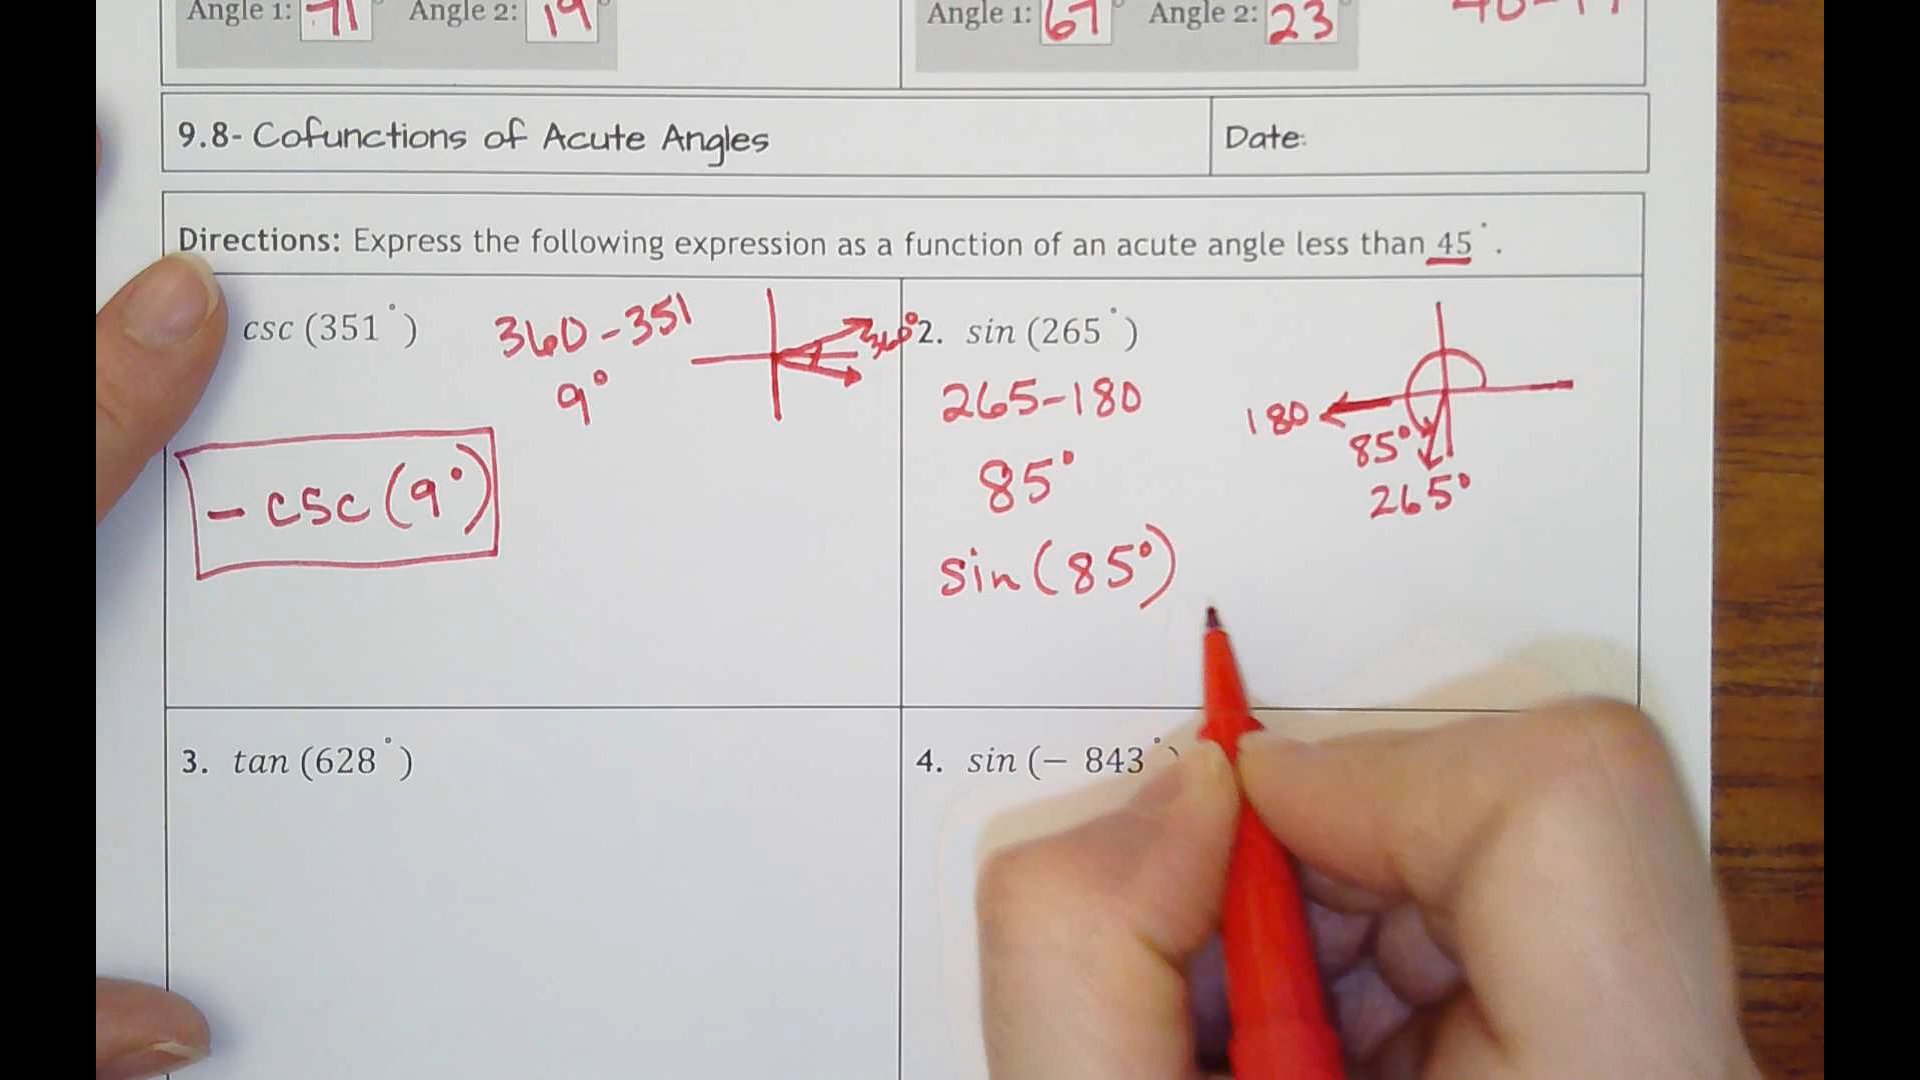 Angle 1: 71° Angle 2: 19°
Angle 1: 67° Angle 2: 23°
9.8- Cofunctions of Acute Angles
Date:
Directions: Express the following expression as a function of an acute angle less than 45°.
csc (351°)
360-351
9°
360°
- csc (9°)
2. sin (265°)
265-180
85°
sin (85°)
180
85°
265°
3. tan (628°)
4. sin (− 843°)